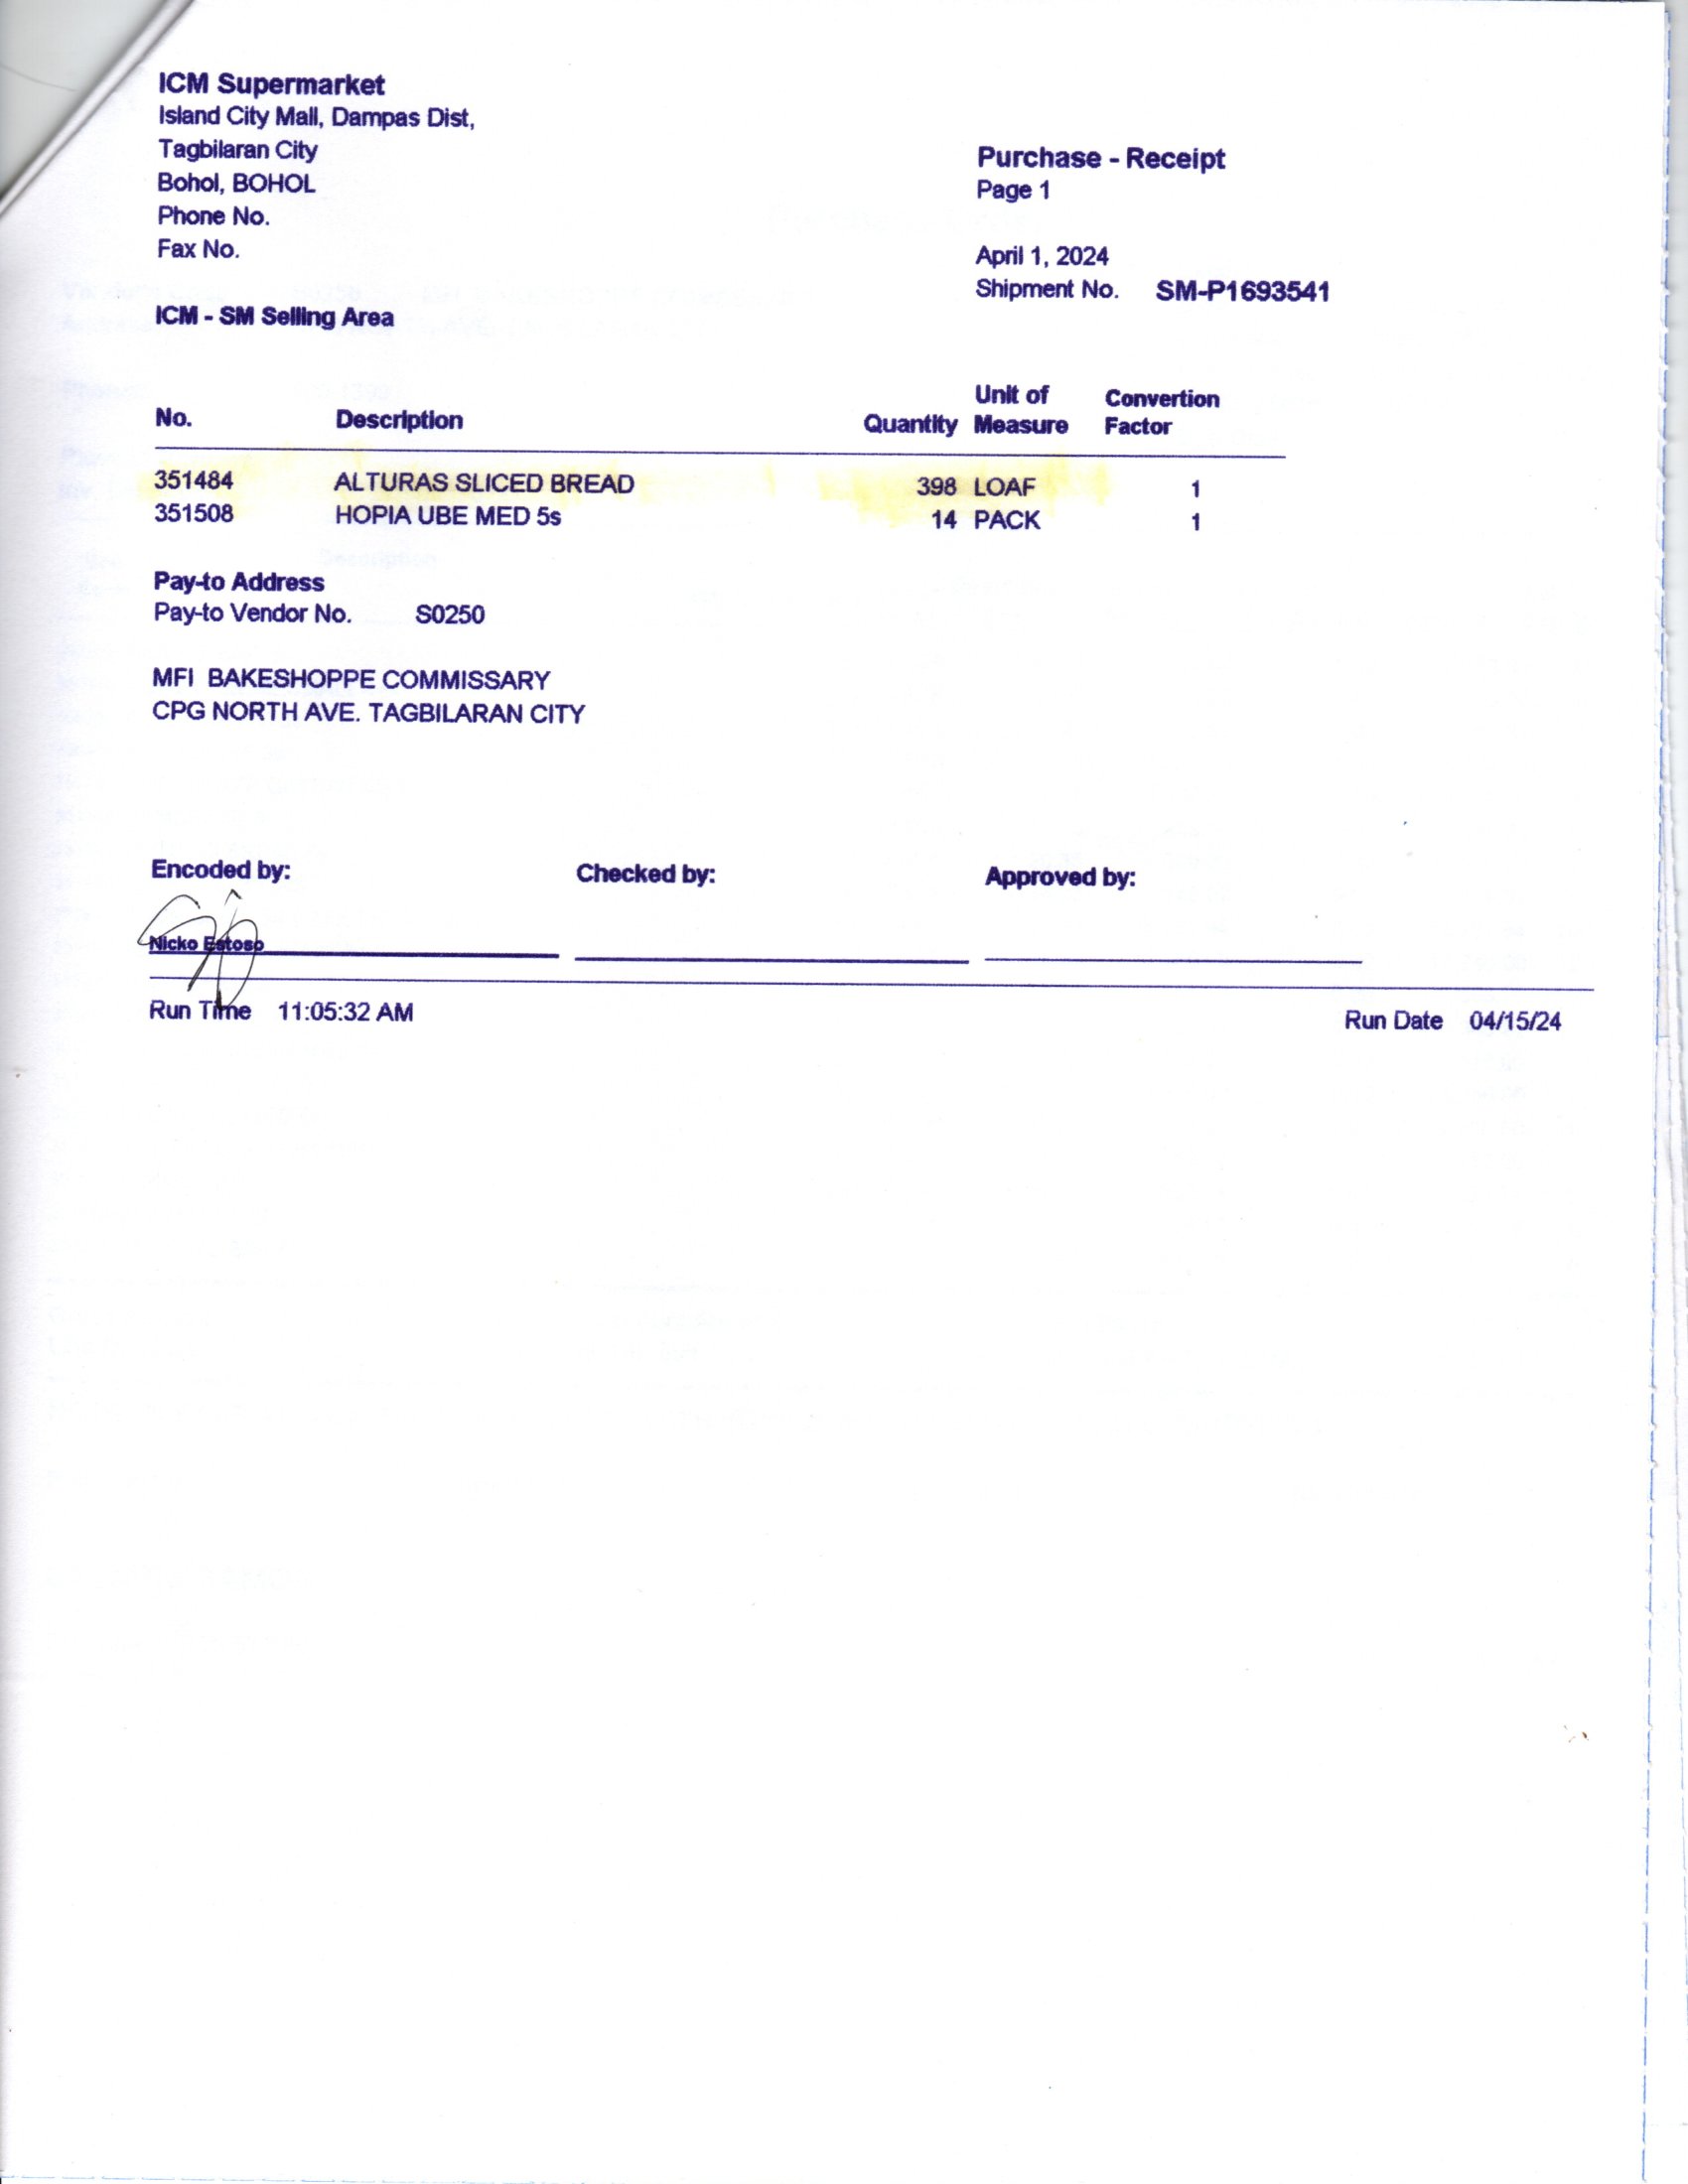 ICM Supermarket
Island City Mall, Dampas Dist,
Tagbilaran City
Bohol, BOHOL
Phone No.
Fax No.
Purchase - Receipt
Page 1
April 1, 2024
Shipment No. SM-P1693541
ICM - SM Selling Area
No. Description Quantity Unit of Measure Convertion Factor
351484 ALTURAS SLICED BREAD 398 LOAF 1
351508 HOPIA UBE MED 5s 14 PACK 1
Pay-to Address
Pay-to Vendor No. S0250
MFI BAKESHOPPE COMMISSARY
CPG NORTH AVE. TAGBILARAN CITY
Encoded by: Checked by: Approved by:
Nicko Estoso
Run Time 11:05:32 AM Run Date 04/15/24